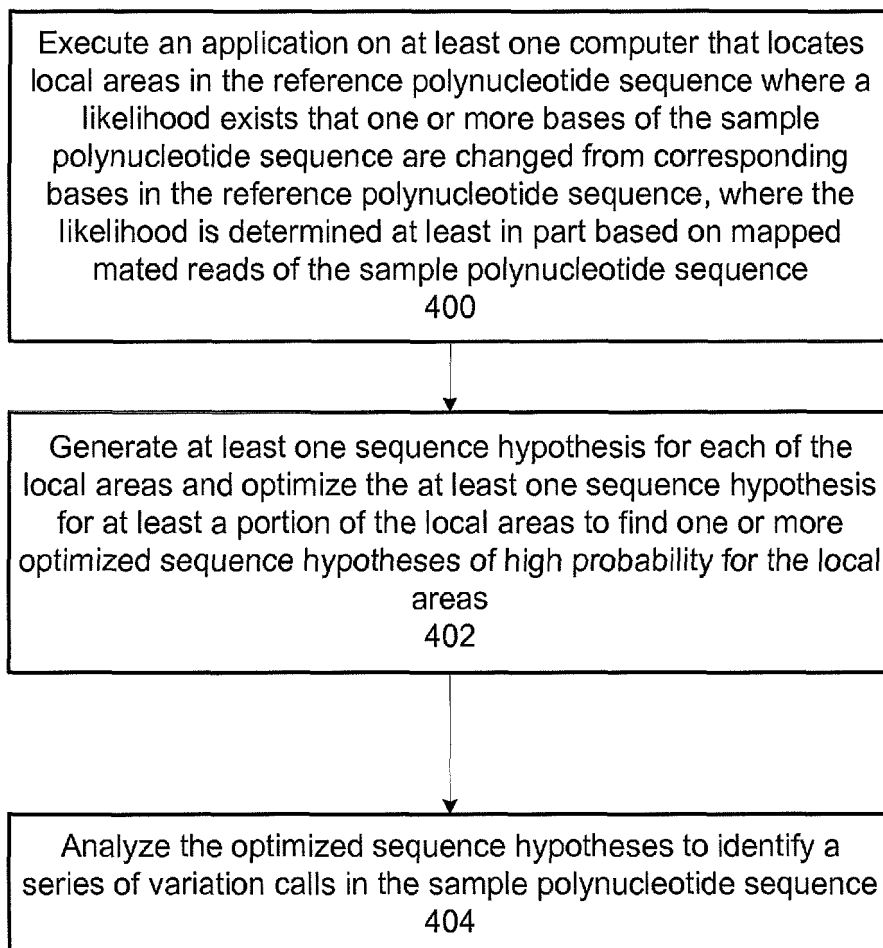 Execute an application on at least one computer that locates
local areas in the reference polynucleotide sequence where a
likelihood exists that one or more bases of the sample
polynucleotide sequence are changed from corresponding
bases in the reference polynucleotide sequence, where the
likelihood is determined at least in part based on mapped
mated reads of the sample polynucleotide sequence
400
Generate at least one sequence hypothesis for each of the
local areas and optimize the at least one sequence hypothesis
for at least a portion of the local areas to find one or more
optimized sequence hypotheses of high probability for the local
areas
402
Analyze the optimized sequence hypotheses to identify a
series of variation calls in the sample polynucleotide sequence
404